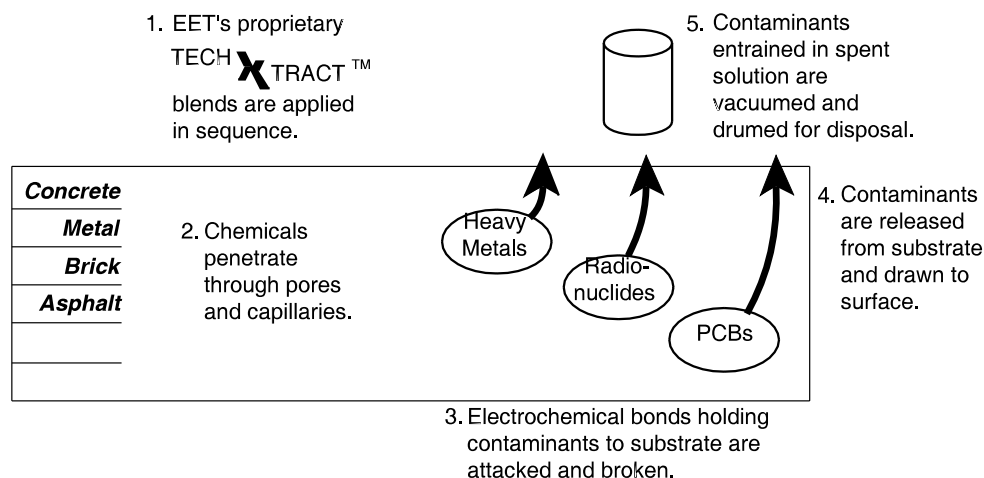 1. EET's proprietary
TECHXTRACT ™
blends are applied
in sequence.
5. Contaminants
entrained in spent
solution are
vacuumed and
drumed for disposal.
Concrete
Metal
Brick
Asphalt
2. Chemicals
penetrate
through pores
and capillaries.
Heavy
Metals
Radio-
nuclides
PCBs
4. Contaminants
are released
from substrate
and drawn to
surface.
3. Electrochemical bonds holding
contaminants to substrate are
attacked and broken.